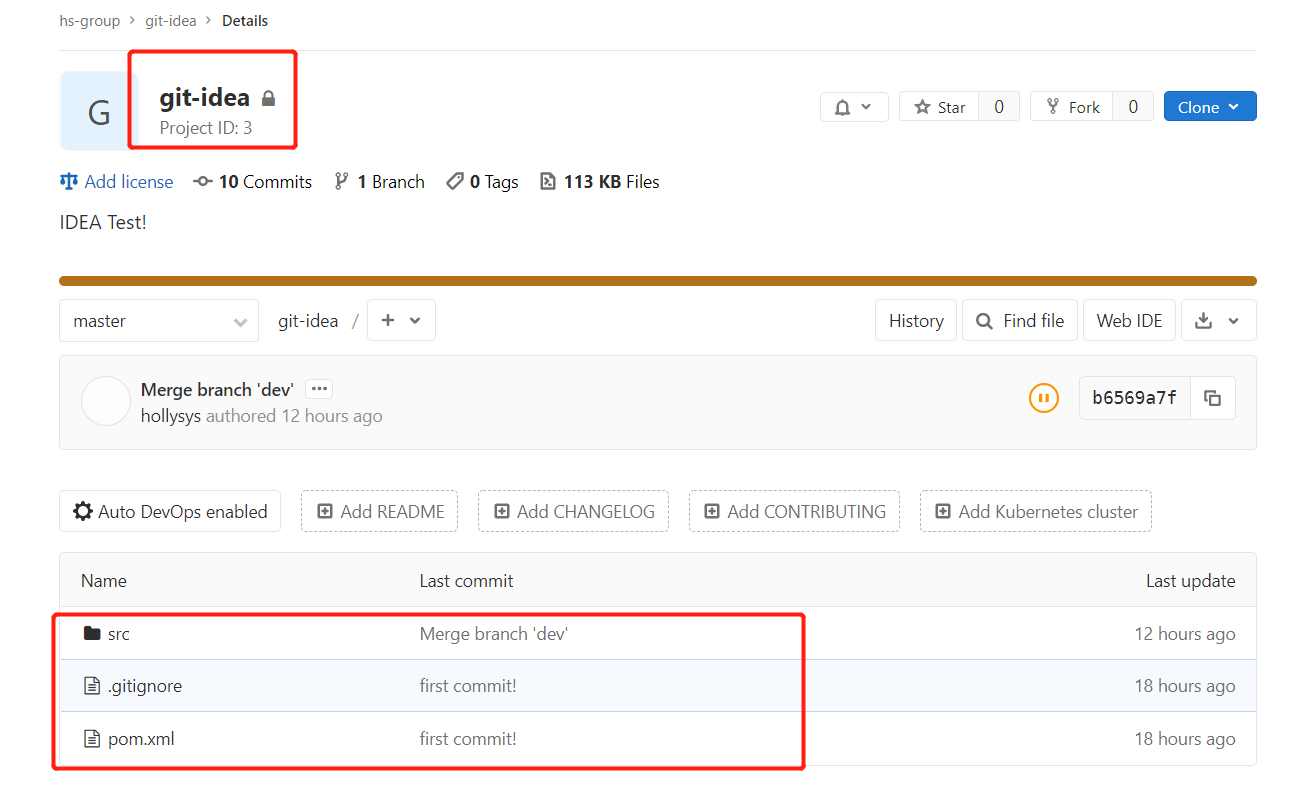 hs-group > git-idea > Details
G
git-idea
Project ID: 3
Star 0 Fork 0 Clone
Add license 10 Commits 1 Branch 0 Tags 113 KB Files
IDEA Test!
master git-idea / + History Find file Web IDE
Merge branch 'dev' ···
hollysys authored 12 hours ago
b6569a7f
Auto DevOps enabled Add README Add CHANGELOG Add CONTRIBUTING Add Kubernetes cluster
Name Last commit Last update
src Merge branch 'dev' 12 hours ago
.gitignore first commit! 18 hours ago
pom.xml first commit! 18 hours ago